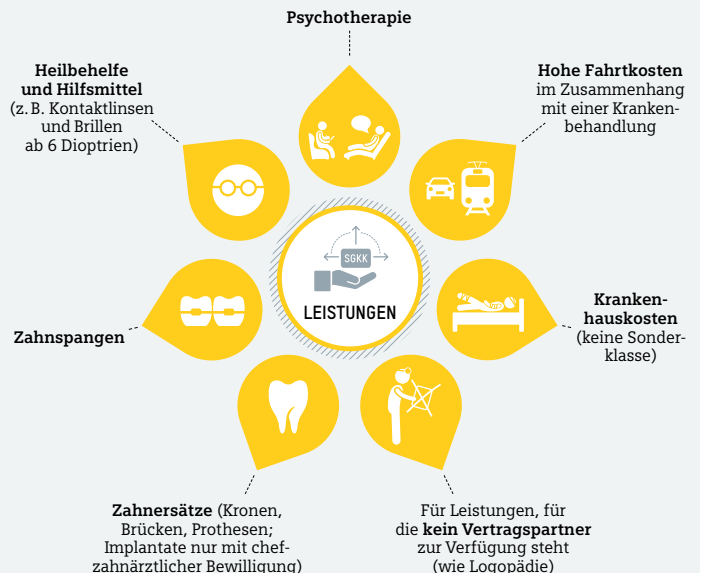 Psychotherapie
Heilbehelfe
und Hilfsmittel
(z. B. Kontaktlinsen
und Brillen
ab 6 Dioptrien)
Hohe Fahrtkosten
im Zusammenhang
mit einer Kranken-
behandlung
SGKK
LEISTUNGEN
Zahnspangen
Kranken-
hauskosten
(keine Sonder-
klasse)
Zahnersätze (Kronen,
Brücken, Prothesen;
Implantate nur mit chef-
zahnärztlicher Bewilligung)
Für Leistungen, für
die kein Vertragspartner
zur Verfügung steht
(wie Logopädie)